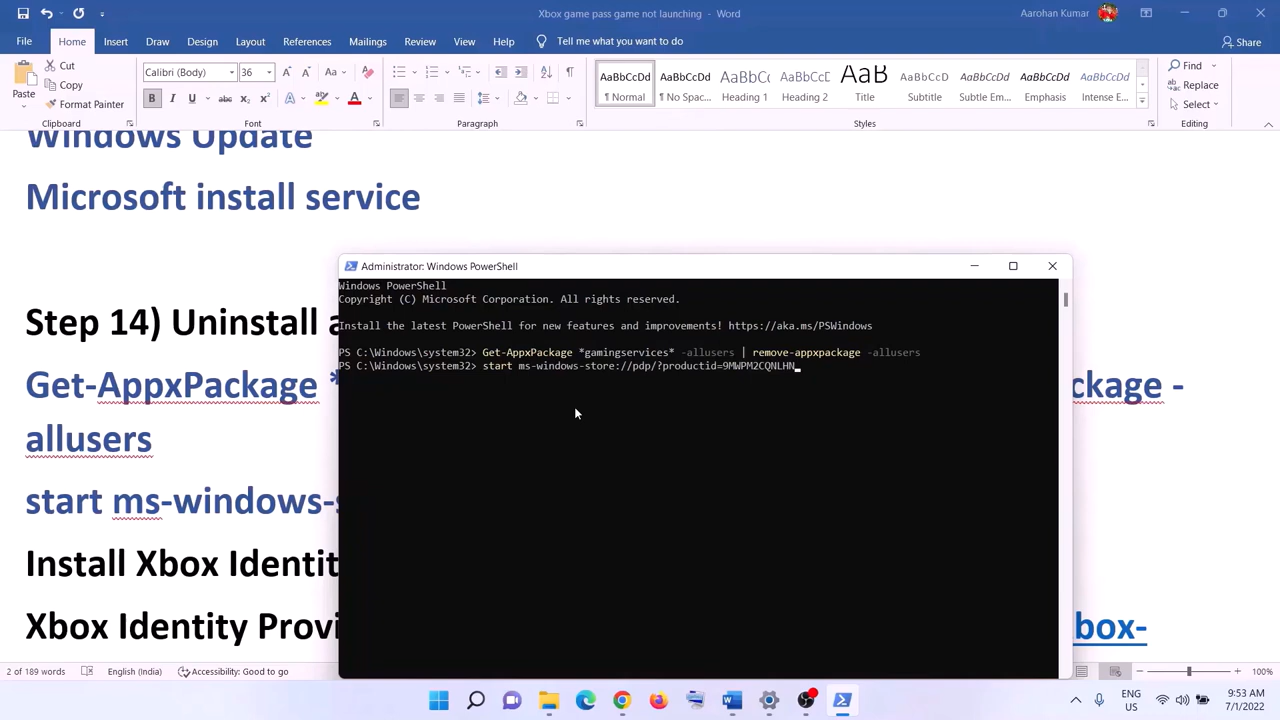 Xbox game pass game not launching - Word
Aarohan Kumar
File Home Insert Draw Design Layout References Mailings Review View Help Tell me what you want to do Share
Paste
Cut
Copy
Format Painter
Calibri (Body) 36
AaBbCcDd AaBbCcDd AaBbCcDd AaBbCcDd AaB AaBbCcDd AaBbCcDd AaBbCcDd AaBbCcDd
¶ Normal ¶ No Spac... Heading 1 Heading 2 Title Subtitle Subtle Em... Emphasis Intense E...
Find
Replace
Select
Clipboard Font Paragraph Styles Editing
Windows Update
Microsoft install service
Step 14) Uninstall a
Get-AppxPackage *
ckage -
allusers
start ms-windows-s
Install Xbox Identit
Xbox Identity Provi
box-
Administrator: Windows PowerShell
Windows PowerShell
Copyright (C) Microsoft Corporation. All rights reserved.
Install the latest PowerShell for new features and improvements! https://aka.ms/PSWindows
PS C:\Windows\system32> Get-AppxPackage *gamingservices* -allusers | remove-appxpackage -allusers
PS C:\Windows\system32> start ms-windows-store://pdp/?productid=9MWPM2CQNLHN
2 of 189 words English (India) Accessibility: Good to go 100%
ENG
US
9:53 AM
7/1/2022